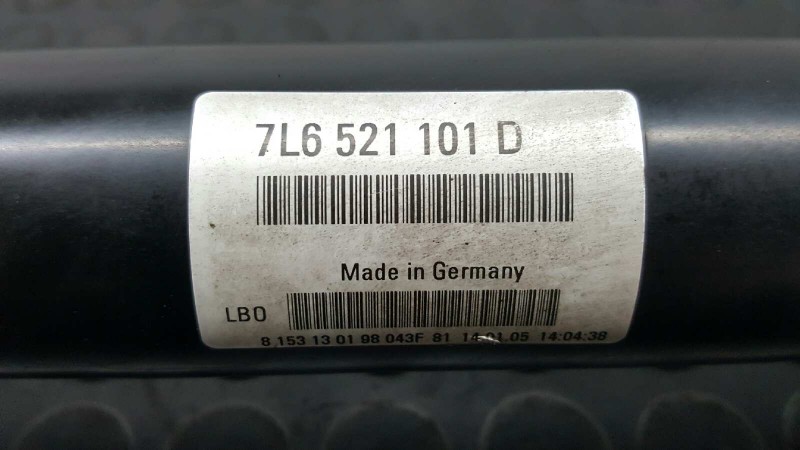 7L6 521 101 D
Made in Germany
LBO
8 153 13 01 98 043F 81 14.01.05 14:04:38